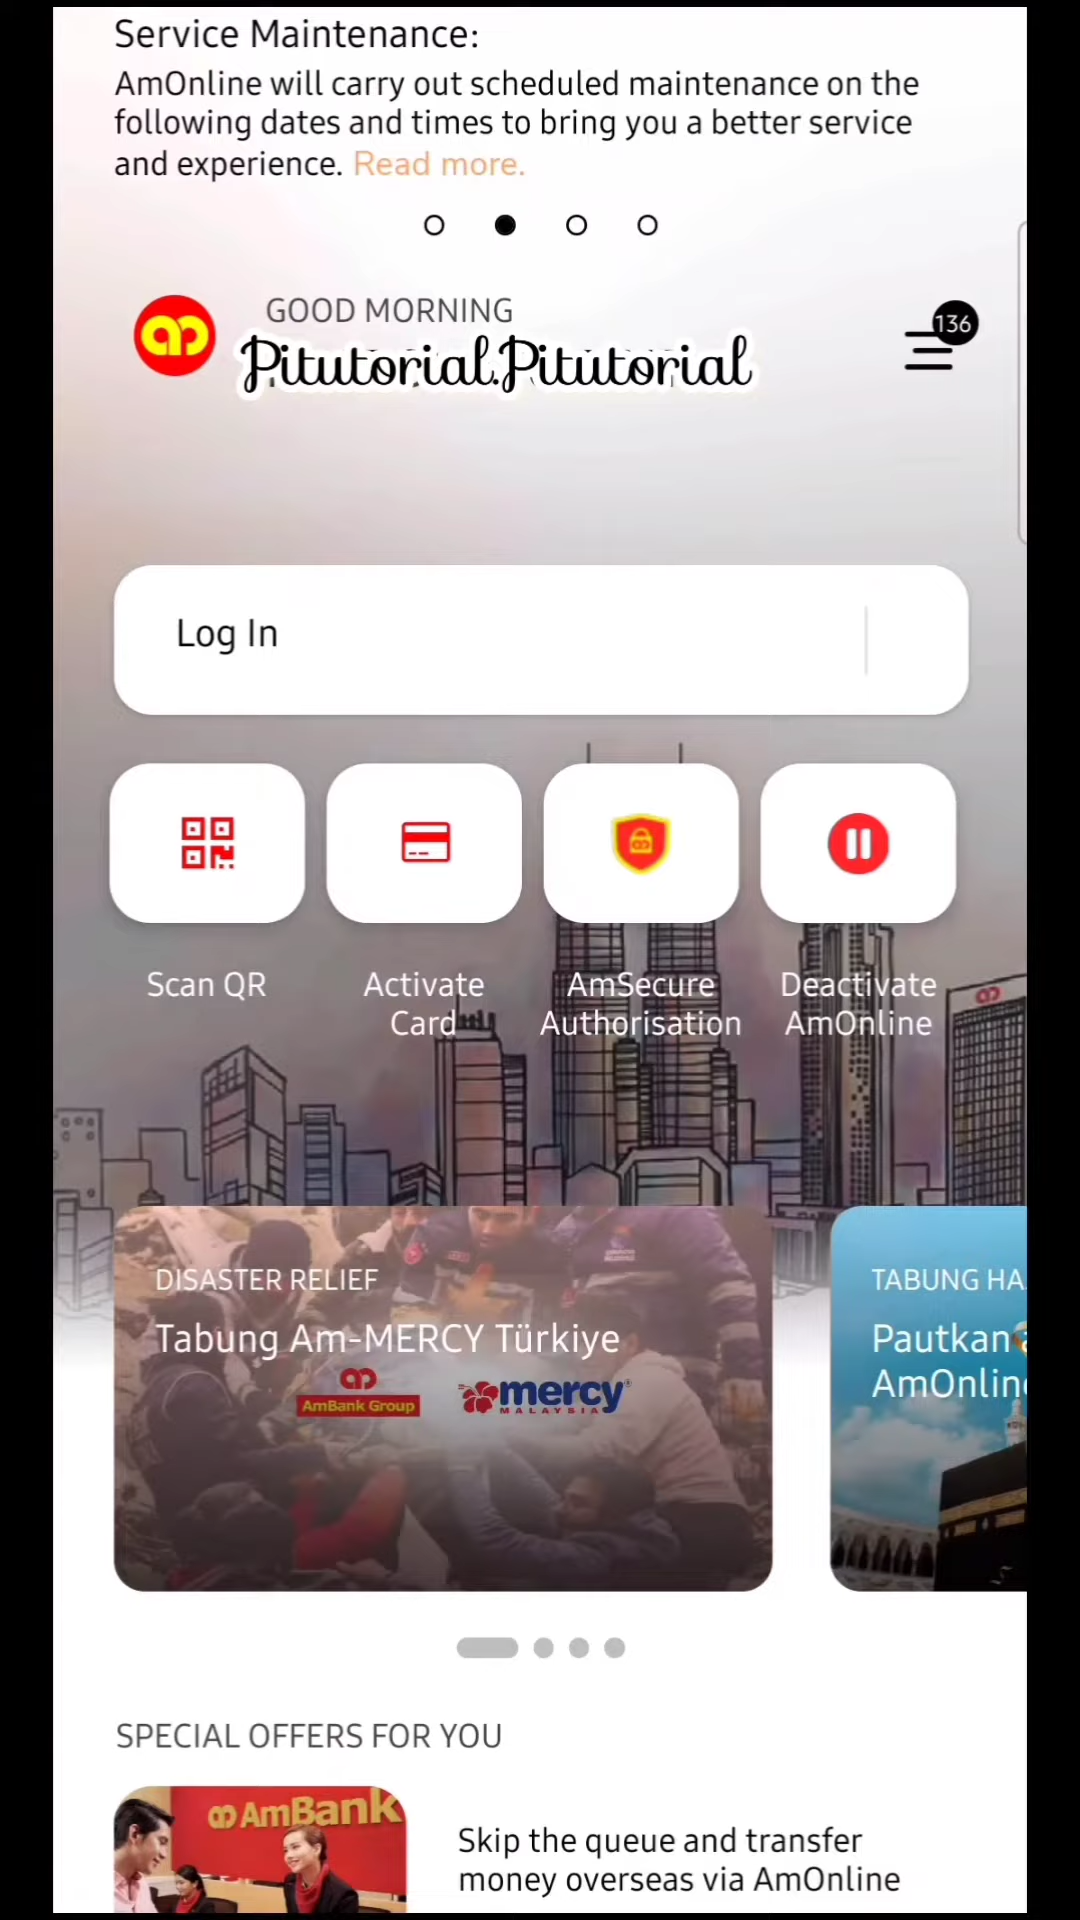 Service Maintenance:
AmOnline will carry out scheduled maintenance on the
following dates and times to bring you a better service
and experience. Read more.
GOOD MORNING
Pitutorial.Pitutorial
136
Log In
Scan QR
Activate
Card
AmSecure
Authorisation
Deactivate
AmOnline
DISASTER RELIEF
Tabung Am-MERCY Türkiye
AmBank Group
mercy
MALAYSIA
TABUNG HA
Pautkan
AmOnline
SPECIAL OFFERS FOR YOU
AmBank
Skip the queue and transfer
money overseas via AmOnline